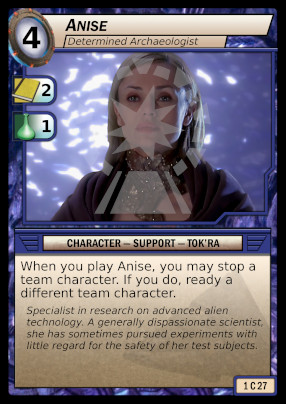 4
ANISE
Determined Archaeologist
2
1
CHARACTER – SUPPORT – TOK'RA
When you play Anise, you may stop a
team character. If you do, ready a
different team character.
Specialist in research on advanced alien
technology. A generally dispassionate scientist,
she has sometimes pursued experiments with
little regard for the safety of her test subjects.
1 C 27